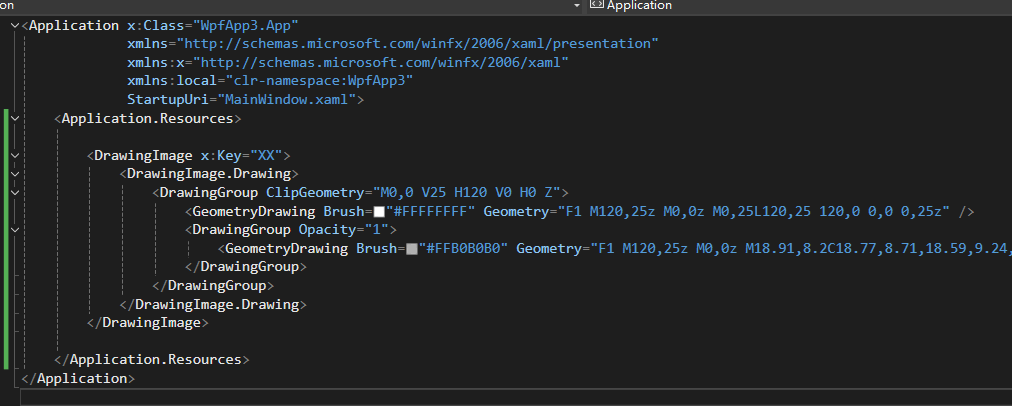 on Application
<Application x:Class="WpfApp3.App"
xmlns="http://schemas.microsoft.com/winfx/2006/xaml/presentation"
xmlns:x="http://schemas.microsoft.com/winfx/2006/xaml"
xmlns:local="clr-namespace:WpfApp3"
StartupUri="MainWindow.xaml">
<Application.Resources>
<DrawingImage x:Key="XX">
<DrawingImage.Drawing>
<DrawingGroup ClipGeometry="M0,0 V25 H120 V0 H0 Z">
<GeometryDrawing Brush="#FFFFFFFF" Geometry="F1 M120,25z M0,0z M0,25L120,25 120,0 0,0 0,25z" />
<DrawingGroup Opacity="1">
<GeometryDrawing Brush="#FFB0B0B0" Geometry="F1 M120,25z M0,0z M18.91,8.2C18.77,8.71,18.59,9.24,
</DrawingGroup>
</DrawingGroup>
</DrawingImage.Drawing>
</DrawingImage>
</Application.Resources>
</Application>